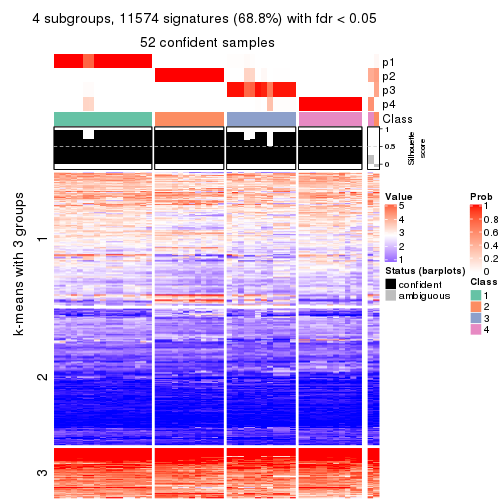 4 subgroups, 11574 signatures (68.8%) with fdr < 0.05
52 confident samples
p1
p2
p3
p4
Class
1
0.5
0
Silhouette
score
k-means with 3 groups
1
2
3
Value
5
4
3
2
1
Status (barplots)
confident
ambiguous
Prob
1
0.8
0.6
0.4
0.2
0
Class
1
2
3
4